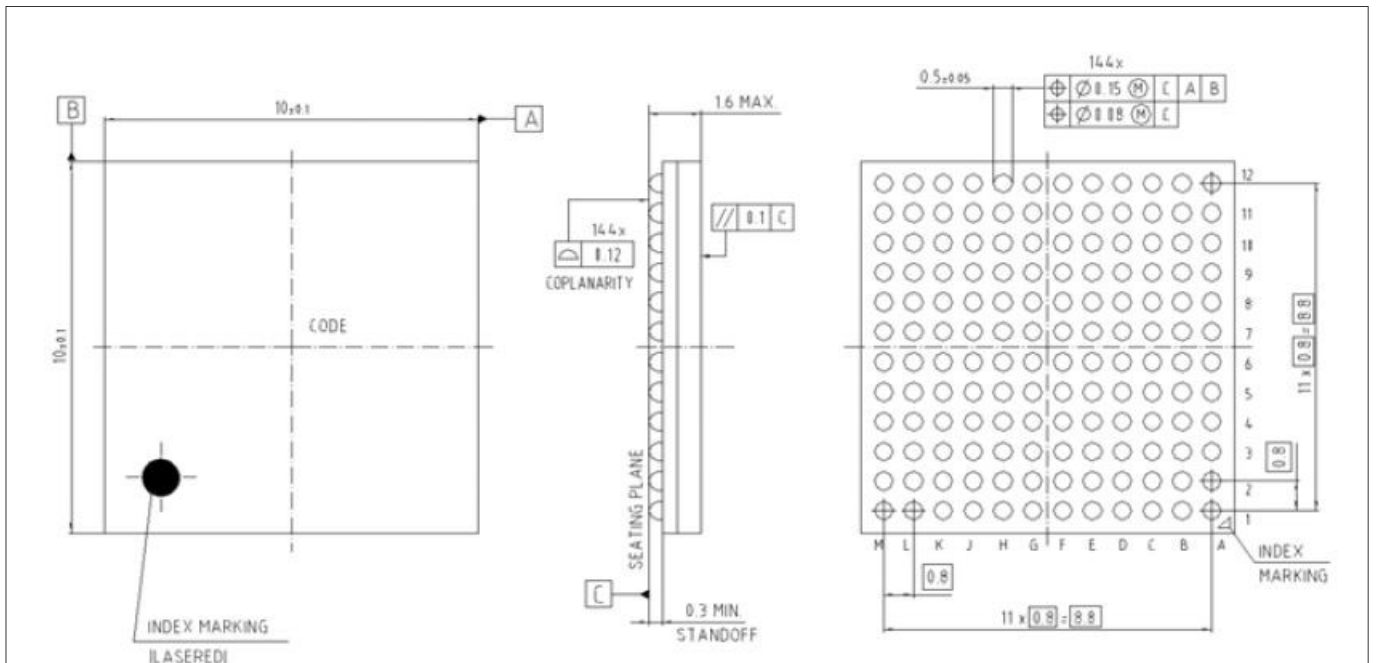 B
10±0.1
A
10±0.1
CODE
INDEX MARKING
[LASERED]
1.6 MAX.
144x
⌓ 0.12
COPLANARITY
// 0.1 C
SEATING PLANE
C
0.3 MIN.
STANDOFF
144x
0.5±0.05
⌖ Ø 0.15 Ⓜ C A B
⌖ Ø 0.08 Ⓜ C
12
11
10
9
8
7
6
5
4
3
2
1
11 x 0.8 = 8.8
0.8
M L K J H G F E D C B A
INDEX
MARKING
0.8
11 x 0.8 = 8.8